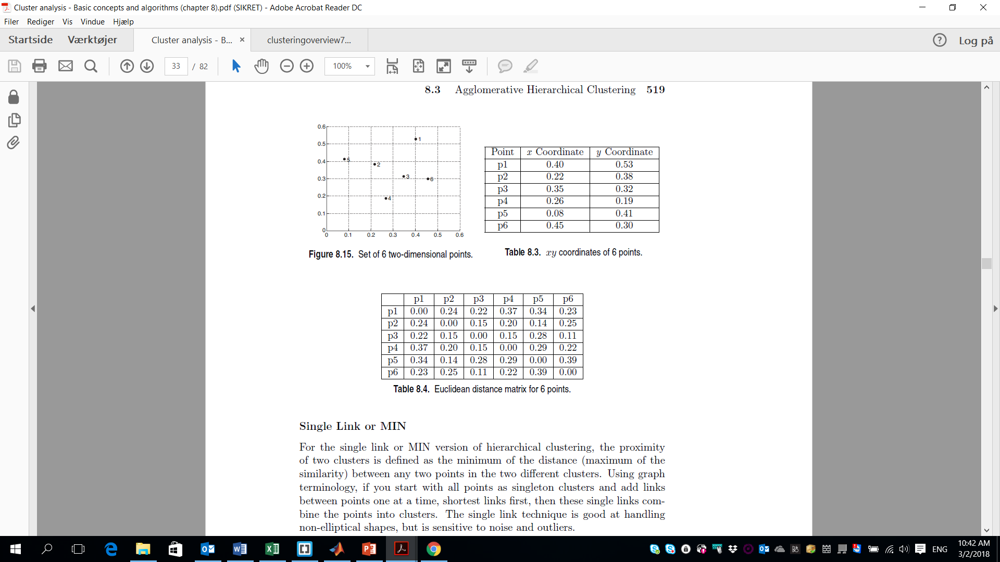 Cluster analysis - Basic concepts and algorithms (chapter 8).pdf (SIKRET) - Adobe Acrobat Reader DC
Filer Rediger Vis Vindue Hjælp
Startside Værktøjer Cluster analysis - B... × clusteringoverview7... ? Log på
33 / 82 100%
8.3 Agglomerative Hierarchical Clustering 519
0.6
0.5
0.4
0.3
0.2
0.1
0
0 0.1 0.2 0.3 0.4 0.5 0.6
1
5
2
3
6
4
Figure 8.15. Set of 6 two-dimensional points.
Point x Coordinate y Coordinate
p1 0.40 0.53
p2 0.22 0.38
p3 0.35 0.32
p4 0.26 0.19
p5 0.08 0.41
p6 0.45 0.30
Table 8.3. xy coordinates of 6 points.
p1 p2 p3 p4 p5 p6
p1 0.00 0.24 0.22 0.37 0.34 0.23
p2 0.24 0.00 0.15 0.20 0.14 0.25
p3 0.22 0.15 0.00 0.15 0.28 0.11
p4 0.37 0.20 0.15 0.00 0.29 0.22
p5 0.34 0.14 0.28 0.29 0.00 0.39
p6 0.23 0.25 0.11 0.22 0.39 0.00
Table 8.4. Euclidean distance matrix for 6 points.
Single Link or MIN
For the single link or MIN version of hierarchical clustering, the proximity
of two clusters is defined as the minimum of the distance (maximum of the
similarity) between any two points in the two different clusters. Using graph
terminology, if you start with all points as singleton clusters and add links
between points one at a time, shortest links first, then these single links com-
bine the points into clusters. The single link technique is good at handling
non-elliptical shapes, but is sensitive to noise and outliers.
ENG
10:42 AM
3/2/2018